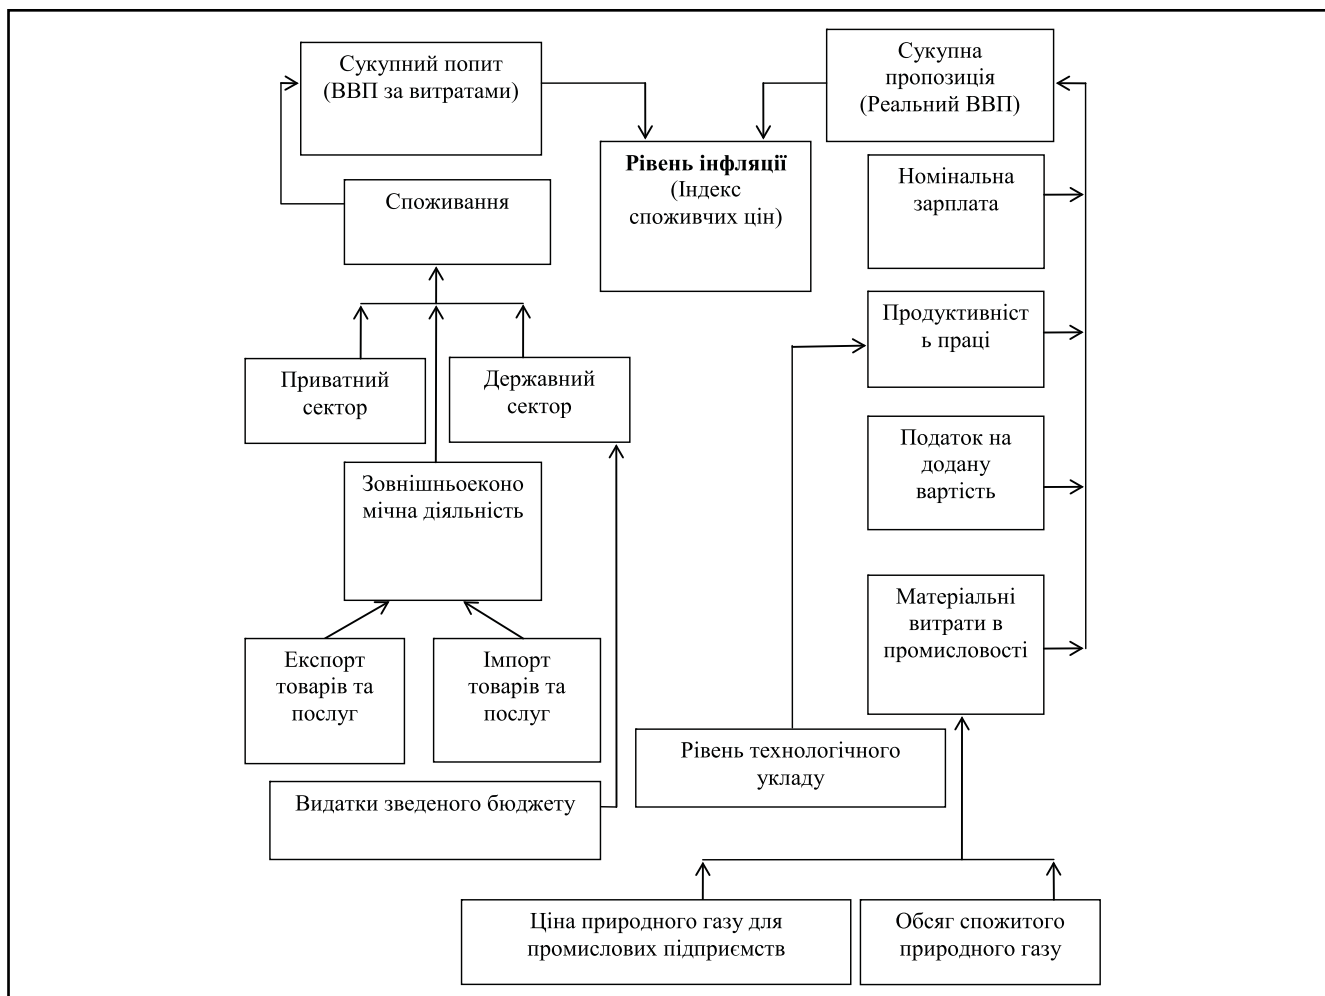 Сукупний попит
(ВВП за витратами)
Сукупна
пропозиція
(Реальний ВВП)
Рівень інфляції
(Індекс
споживчих цін)
Номінальна
зарплата
Споживання
Продуктивніст
ь праці
Приватний
сектор
Державний
сектор
Податок на
додану
вартість
Зовнішньоеконо
мічна діяльність
Матеріальні
витрати в
промисловості
Експорт
товарів та
послуг
Імпорт
товарів та
послуг
Рівень технологічного
укладу
Видатки зведеного бюджету
Ціна природного газу для
промислових підприємств
Обсяг спожитого
природного газу